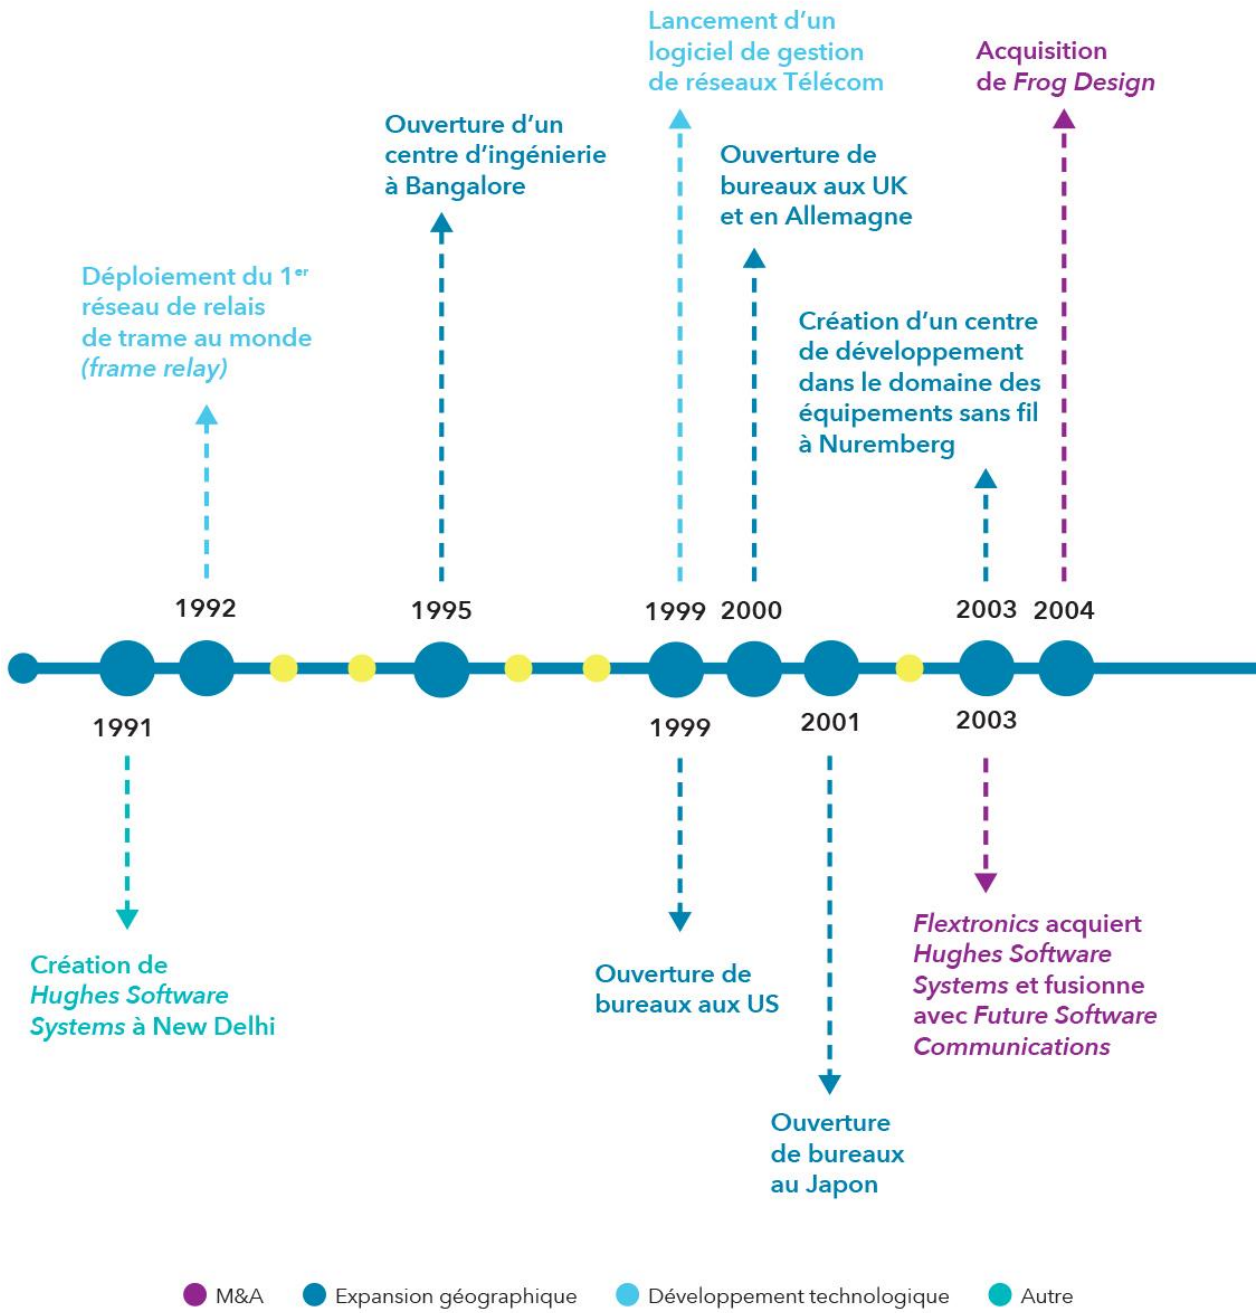 Lancement d’un
logiciel de gestion
de réseaux Télécom
Acquisition
de Frog Design
Ouverture d’un
centre d’ingénierie
à Bangalore
Ouverture de
bureaux aux UK
et en Allemagne
Déploiement du 1er
réseau de relais
de trame au monde
(frame relay)
Création d’un centre
de développement
dans le domaine des
équipements sans fil
à Nuremberg
1992
1995
1999
2000
2003
2004
1991
1999
2001
2003
Création de
Hughes Software
Systems à New Delhi
Ouverture de
bureaux aux US
Flextronics acquiert
Hughes Software
Systems et fusionne
avec Future Software
Communications
Ouverture
de bureaux
au Japon
M&A
Expansion géographique
Développement technologique
Autre